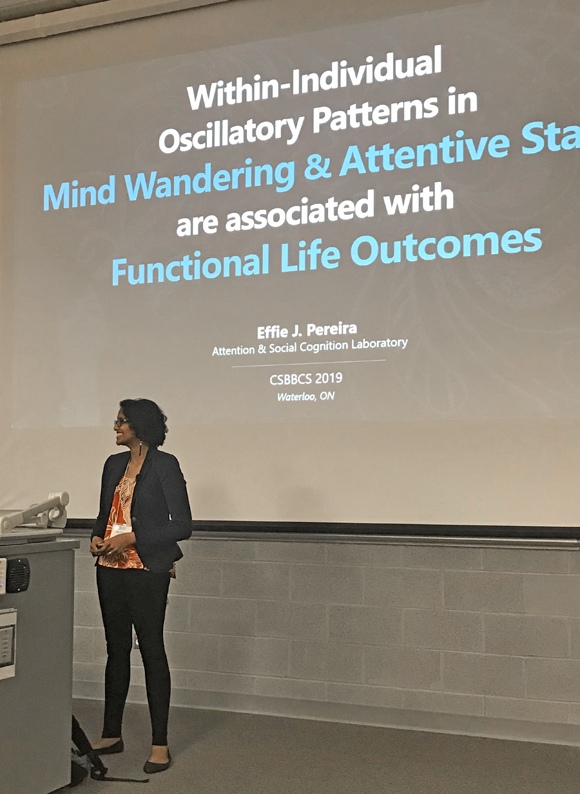 Within-Individual
Oscillatory Patterns in
Mind Wandering & Attentive Sta
are associated with
Functional Life Outcomes
Effie J. Pereira
Attention & Social Cognition Laboratory
CSBBCS 2019
Waterloo, ON